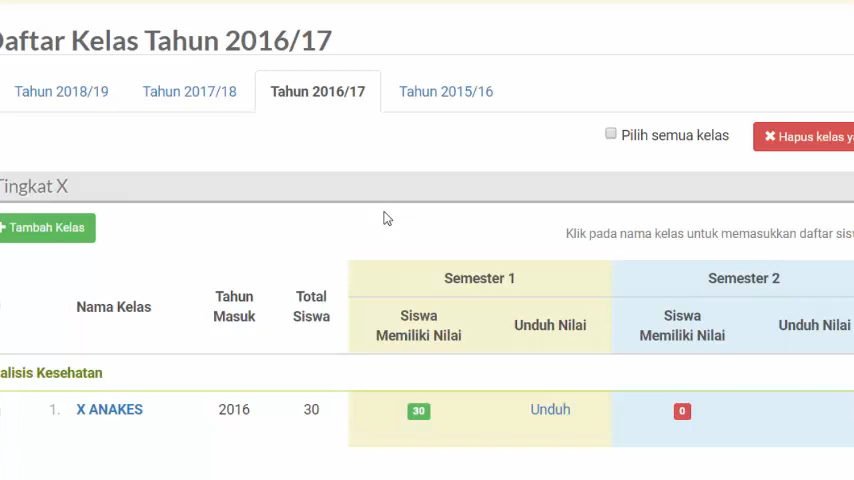 Daftar Kelas Tahun 2016/17
Tahun 2018/19 Tahun 2017/18 Tahun 2016/17 Tahun 2015/16
Pilih semua kelas Hapus kelas
Tingkat X
+ Tambah Kelas
Klik pada nama kelas untuk memasukkan daftar
Semester 1 Semester 2
Nama Kelas Tahun Masuk Total Siswa Siswa Memiliki Nilai Unduh Nilai Siswa Memiliki Nilai Unduh Nilai
alisis Kesehatan
1. X ANAKES 2016 30 30 Unduh 0